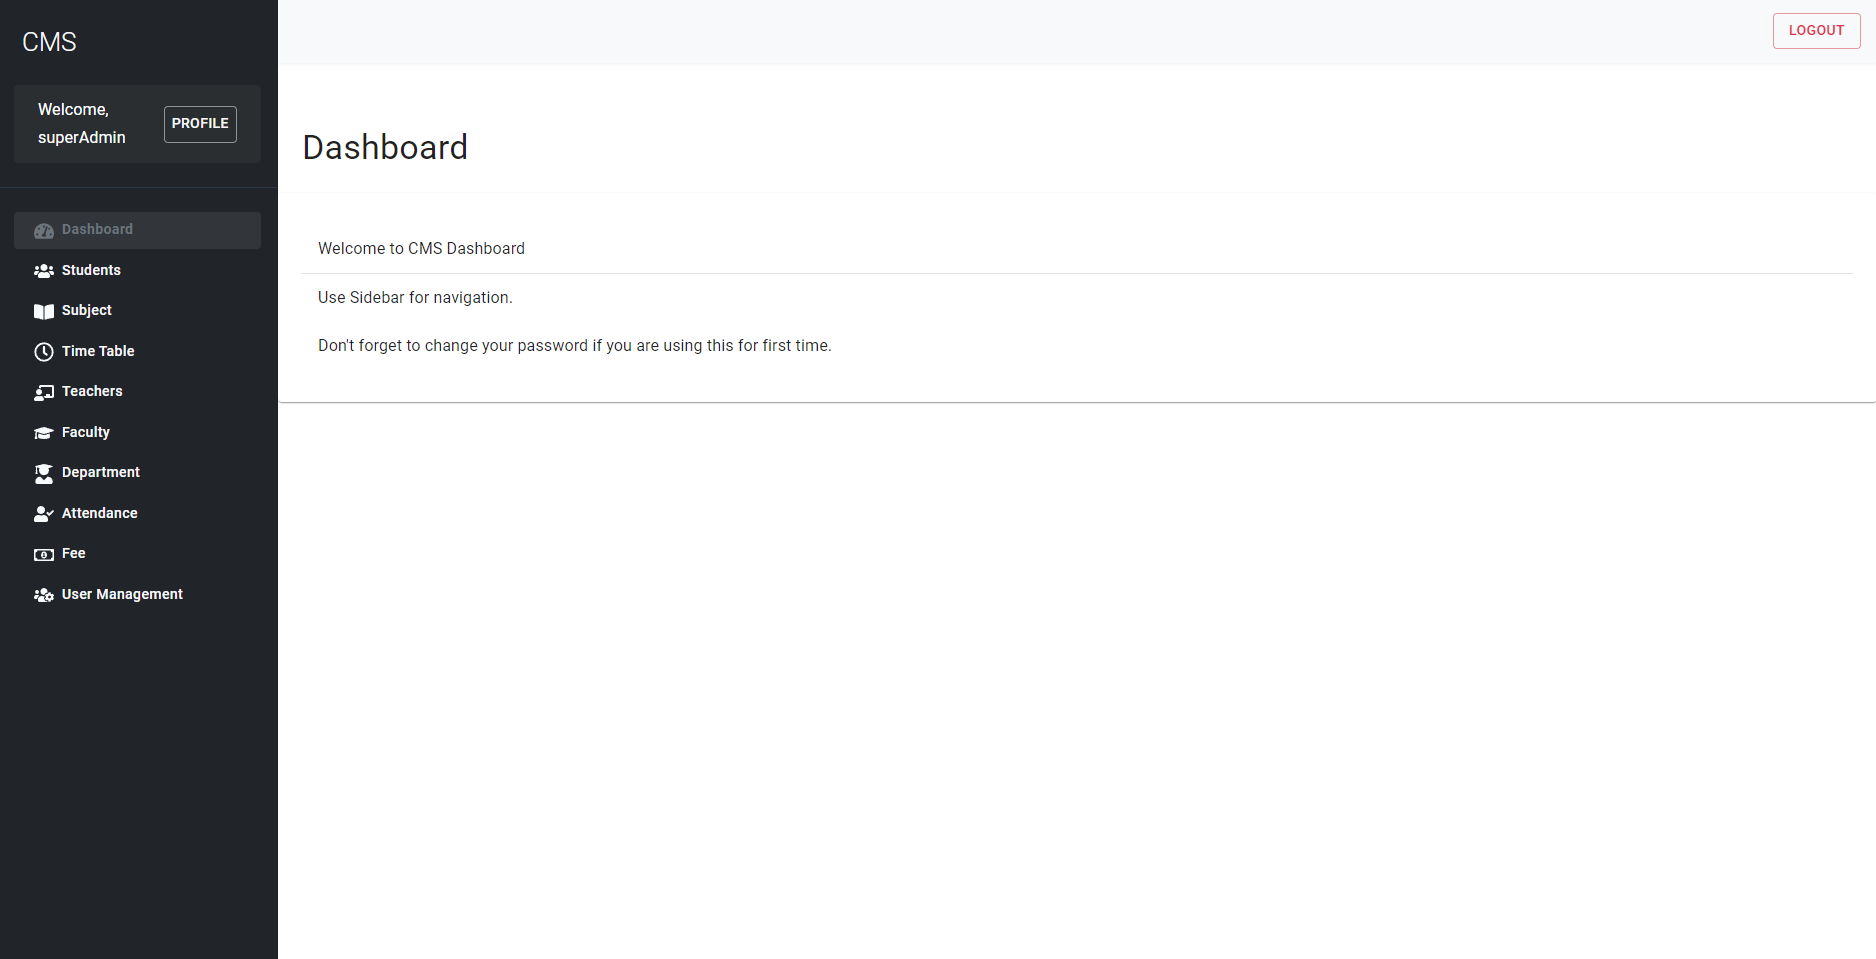 CMS
Welcome,
superAdmin
PROFILE
Dashboard
Students
Subject
Time Table
Teachers
Faculty
Department
Attendance
Fee
User Management
LOGOUT
Dashboard
Welcome to CMS Dashboard
Use Sidebar for navigation.
Don't forget to change your password if you are using this for first time.